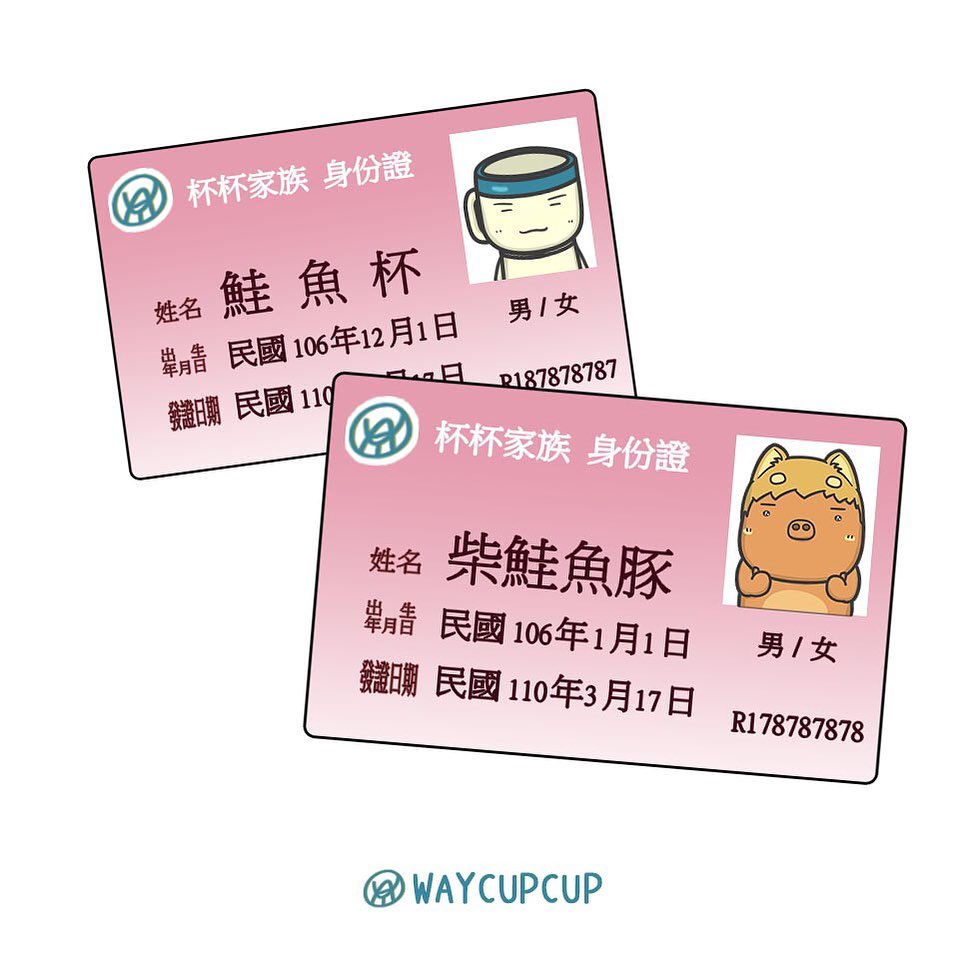 杯杯家族 身份證
姓名 鮭魚杯
出生年月日 民國 106年12月1日
男 / 女
發證日期 民國 110 月17日
R187878787
杯杯家族 身份證
姓名 柴鮭魚豚
出生年月日 民國 106年1月1日
男 / 女
發證日期 民國 110年3月17日
R178787878
WAYCUPCUP